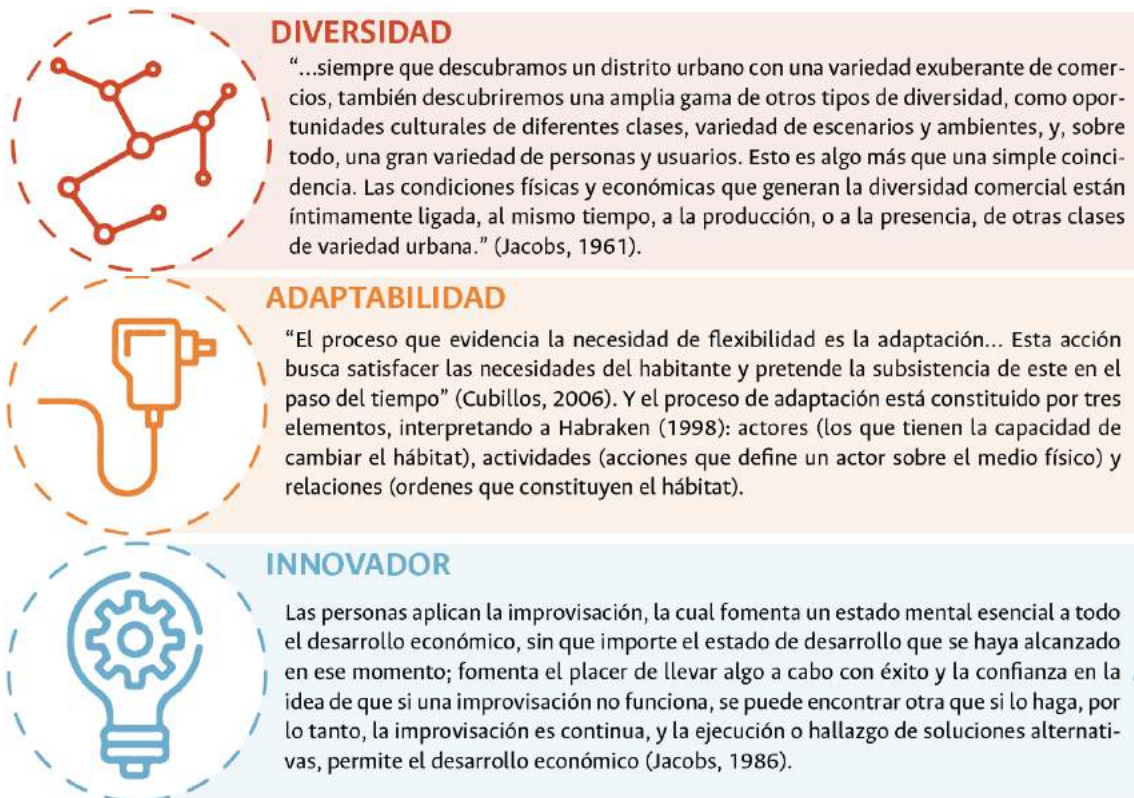 DIVERSIDAD
“...siempre que descubramos un distrito urbano con una variedad exuberante de comer-
cios, también descubriremos una amplia gama de otros tipos de diversidad, como opor-
tunidades culturales de diferentes clases, variedad de escenarios y ambientes, y, sobre
todo, una gran variedad de personas y usuarios. Esto es algo más que una simple coinci-
dencia. Las condiciones físicas y económicas que generan la diversidad comercial están
íntimamente ligada, al mismo tiempo, a la producción, o a la presencia, de otras clases
de variedad urbana.” (Jacobs, 1961).
ADAPTABILIDAD
“El proceso que evidencia la necesidad de flexibilidad es la adaptación... Esta acción
busca satisfacer las necesidades del habitante y pretende la subsistencia de este en el
paso del tiempo” (Cubillos, 2006). Y el proceso de adaptación está constituido por tres
elementos, interpretando a Habraken (1998): actores (los que tienen la capacidad de
cambiar el hábitat), actividades (acciones que define un actor sobre el medio físico) y
relaciones (ordenes que constituyen el hábitat).
INNOVADOR
Las personas aplican la improvisación, la cual fomenta un estado mental esencial a todo
el desarrollo económico, sin que importe el estado de desarrollo que se haya alcanzado
en ese momento; fomenta el placer de llevar algo a cabo con éxito y la confianza en la
idea de que si una improvisación no funciona, se puede encontrar otra que si lo haga, por
lo tanto, la improvisación es continua, y la ejecución o hallazgo de soluciones alternati-
vas, permite el desarrollo económico (Jacobs, 1986).